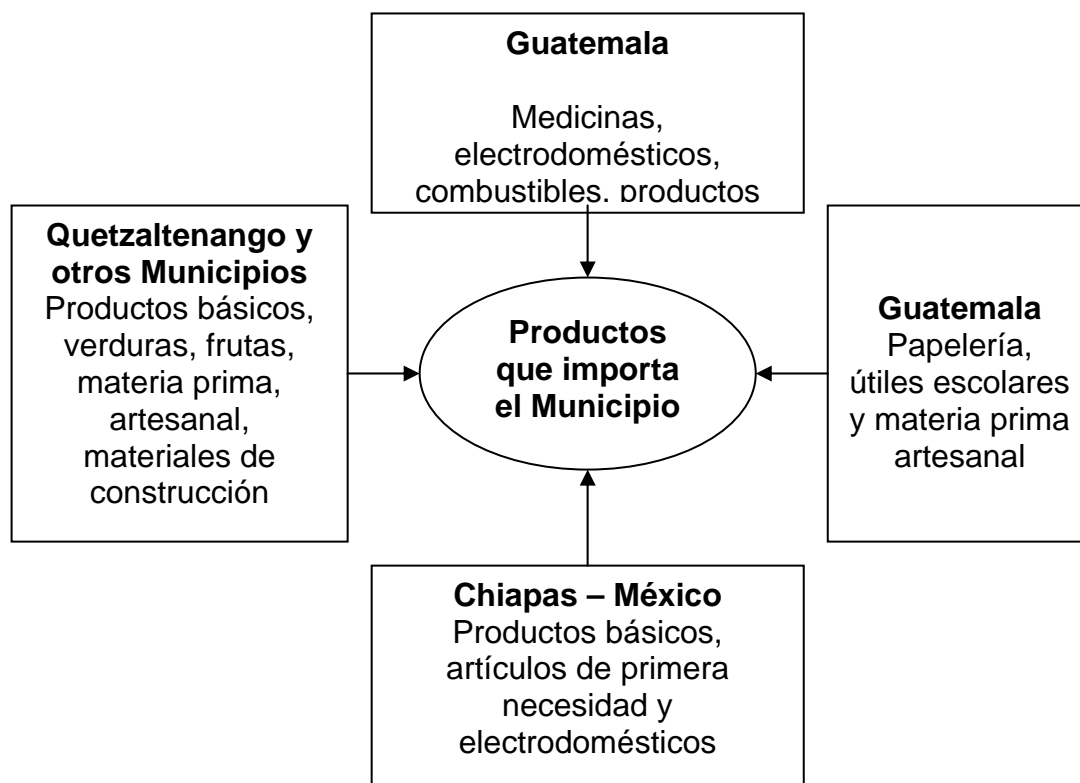 Guatemala
Medicinas,
electrodomésticos,
combustibles, productos
Quetzaltenango y
otros Municipios
Productos básicos,
verduras, frutas,
materia prima,
artesanal,
materiales de
construcción
Productos
que importa
el Municipio
Guatemala
Papelería,
útiles escolares
y materia prima
artesanal
Chiapas – México
Productos básicos,
artículos de primera
necesidad y
electrodomésticos